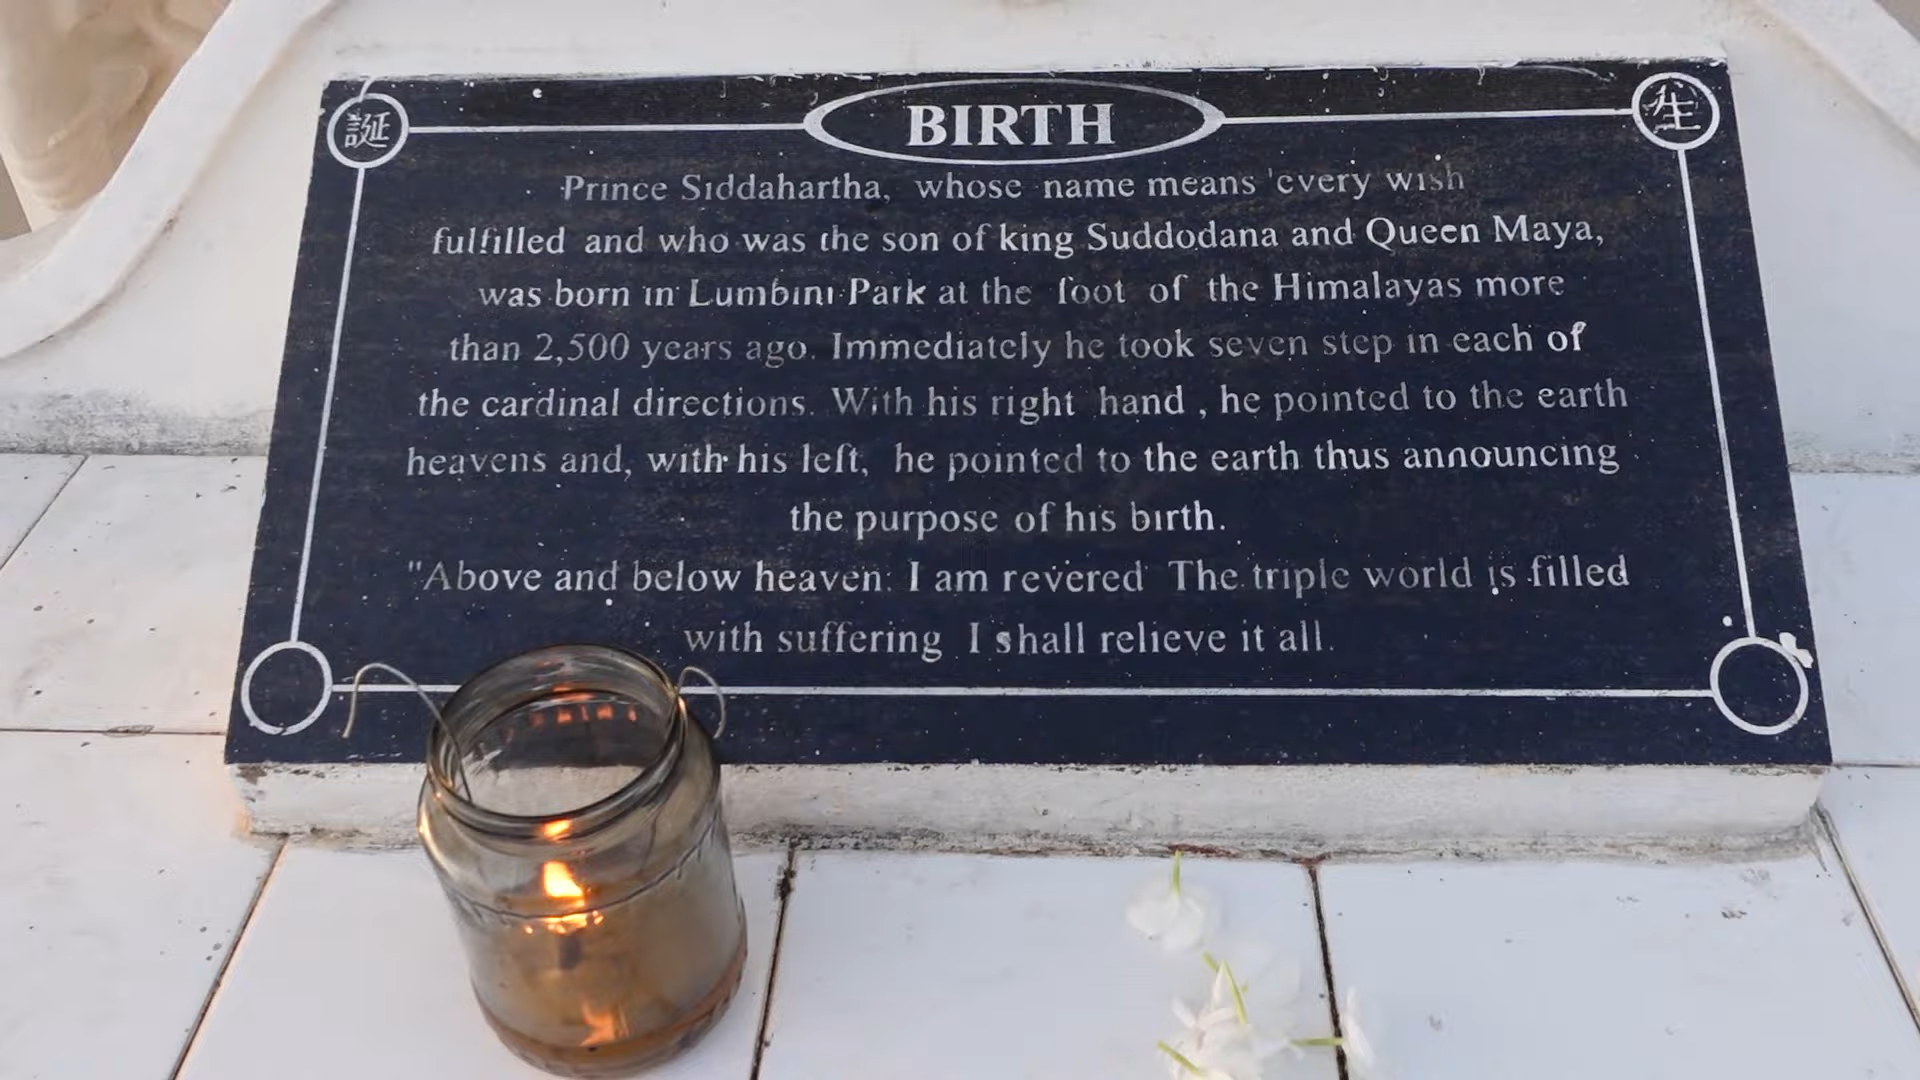 誕 BIRTH 生
Prince Siddahartha, whose name means 'every wish
fulfilled and who was the son of king Suddodana and Queen Maya,
was born in Lumbini Park at the foot of the Himalayas more
than 2,500 years ago. Immediately he took seven step in each of
the cardinal directions. With his right hand , he pointed to the earth
heavens and, with his left, he pointed to the earth thus announcing
the purpose of his birth.
"Above and below heaven: I am revered The triple world is filled
with suffering I shall relieve it all.